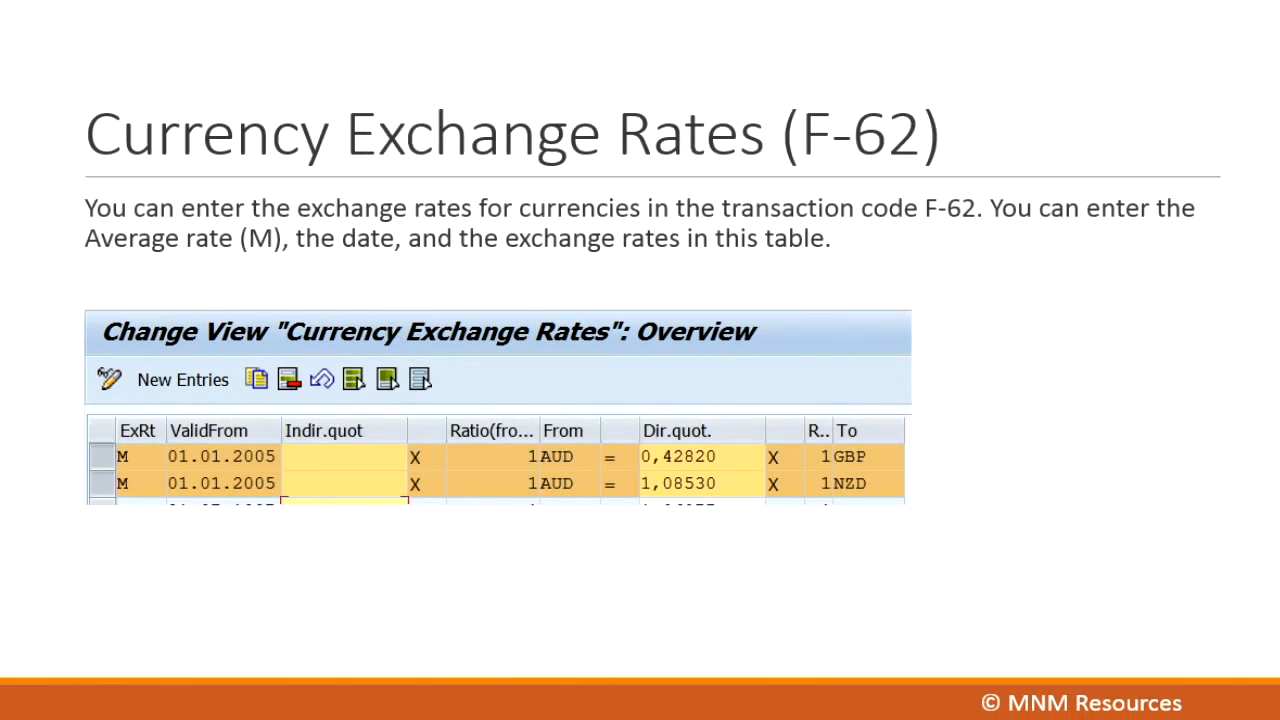 Currency Exchange Rates (F-62)
You can enter the exchange rates for currencies in the transaction code F-62. You can enter the
Average rate (M), the date, and the exchange rates in this table.
Change View "Currency Exchange Rates": Overview
New Entries
ExRt ValidFrom Indir.quot Ratio(fro... From Dir.quot. R.. To
M 01.01.2005 X 1 AUD = 0,42820 X 1 GBP
M 01.01.2005 X 1 AUD = 1,08530 X 1 NZD
© MNM Resources